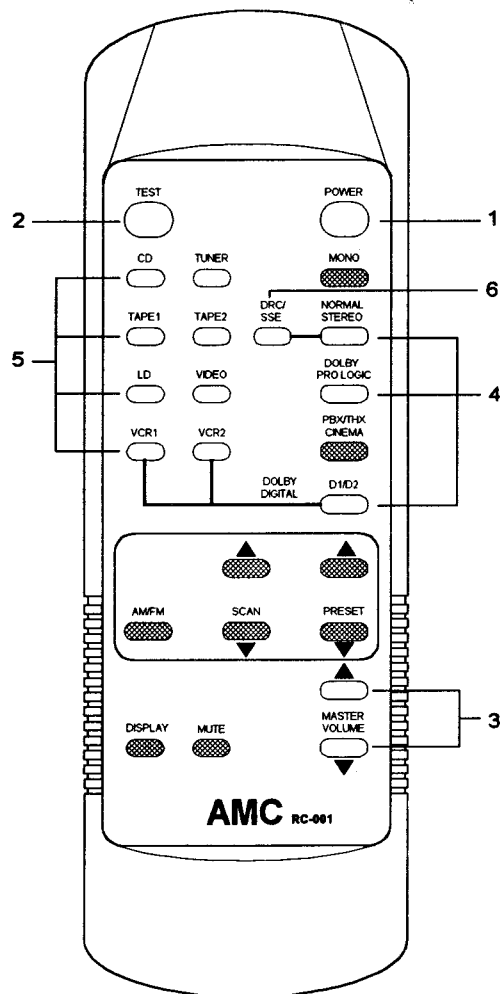 TEST
POWER
2
1
CD
TUNER
MONO
6
TAPE1
TAPE2
DRC/
SSE
NORMAL
STEREO
5
LD
VIDEO
DOLBY
PRO LOGIC
4
VCR1
VCR2
PBX/THX
CINEMA
DOLBY
DIGITAL
D1/D2
AM/FM
SCAN
PRESET
3
DISPLAY
MUTE
MASTER
VOLUME
AMC RC-001